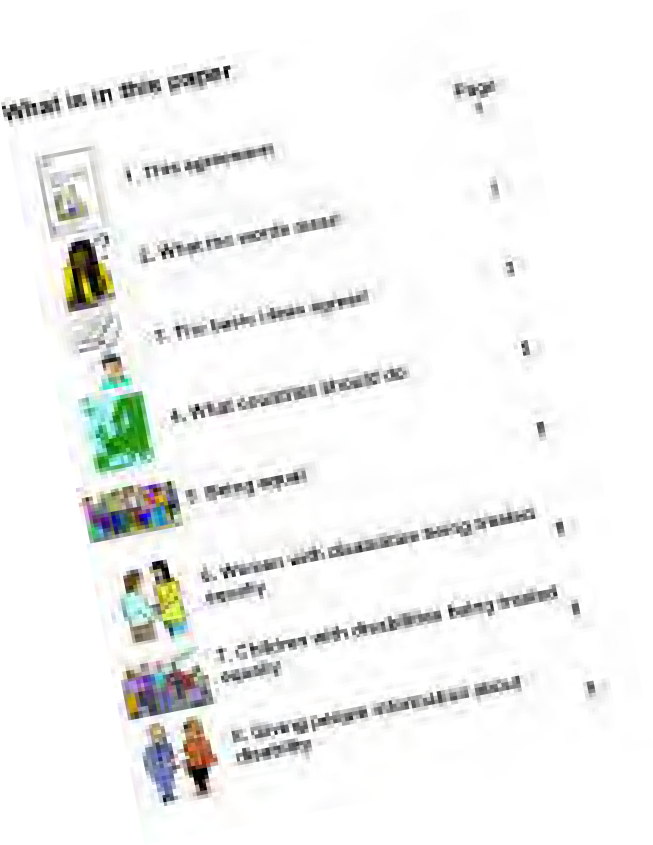 What is in this paper
Page
1. This agreement
2. What the words mean
3. The basic ideas agreed
4. What countries should do
5. Being equal
6. Women with disabilities being treated
equally
7. Children with disabilities being treated
equally
8. Giving people information about
disability